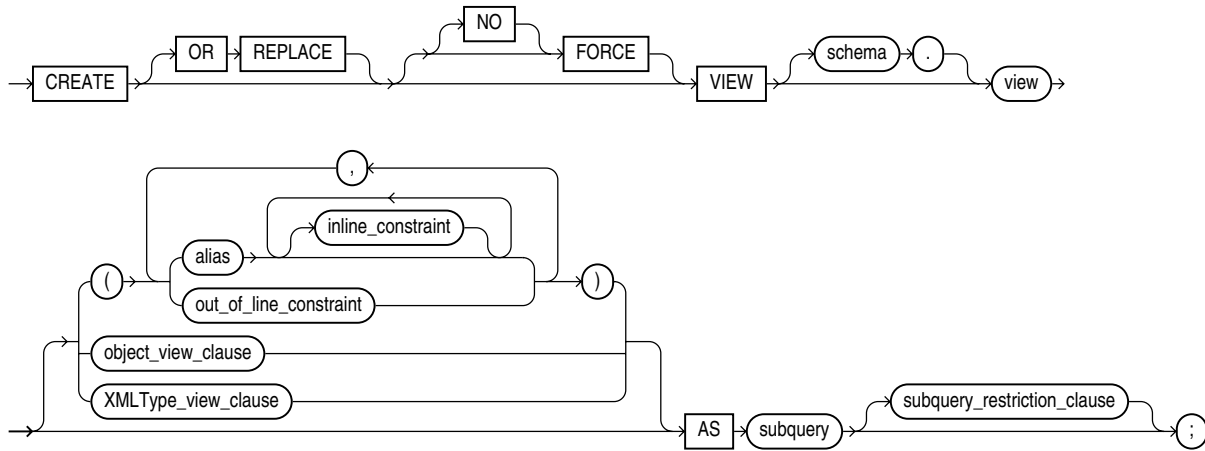 NO
OR REPLACE FORCE schema .
CREATE VIEW view
,
inline_constraint
alias
( )
out_of_line_constraint
object_view_clause
XMLType_view_clause subquery_restriction_clause
AS subquery ;